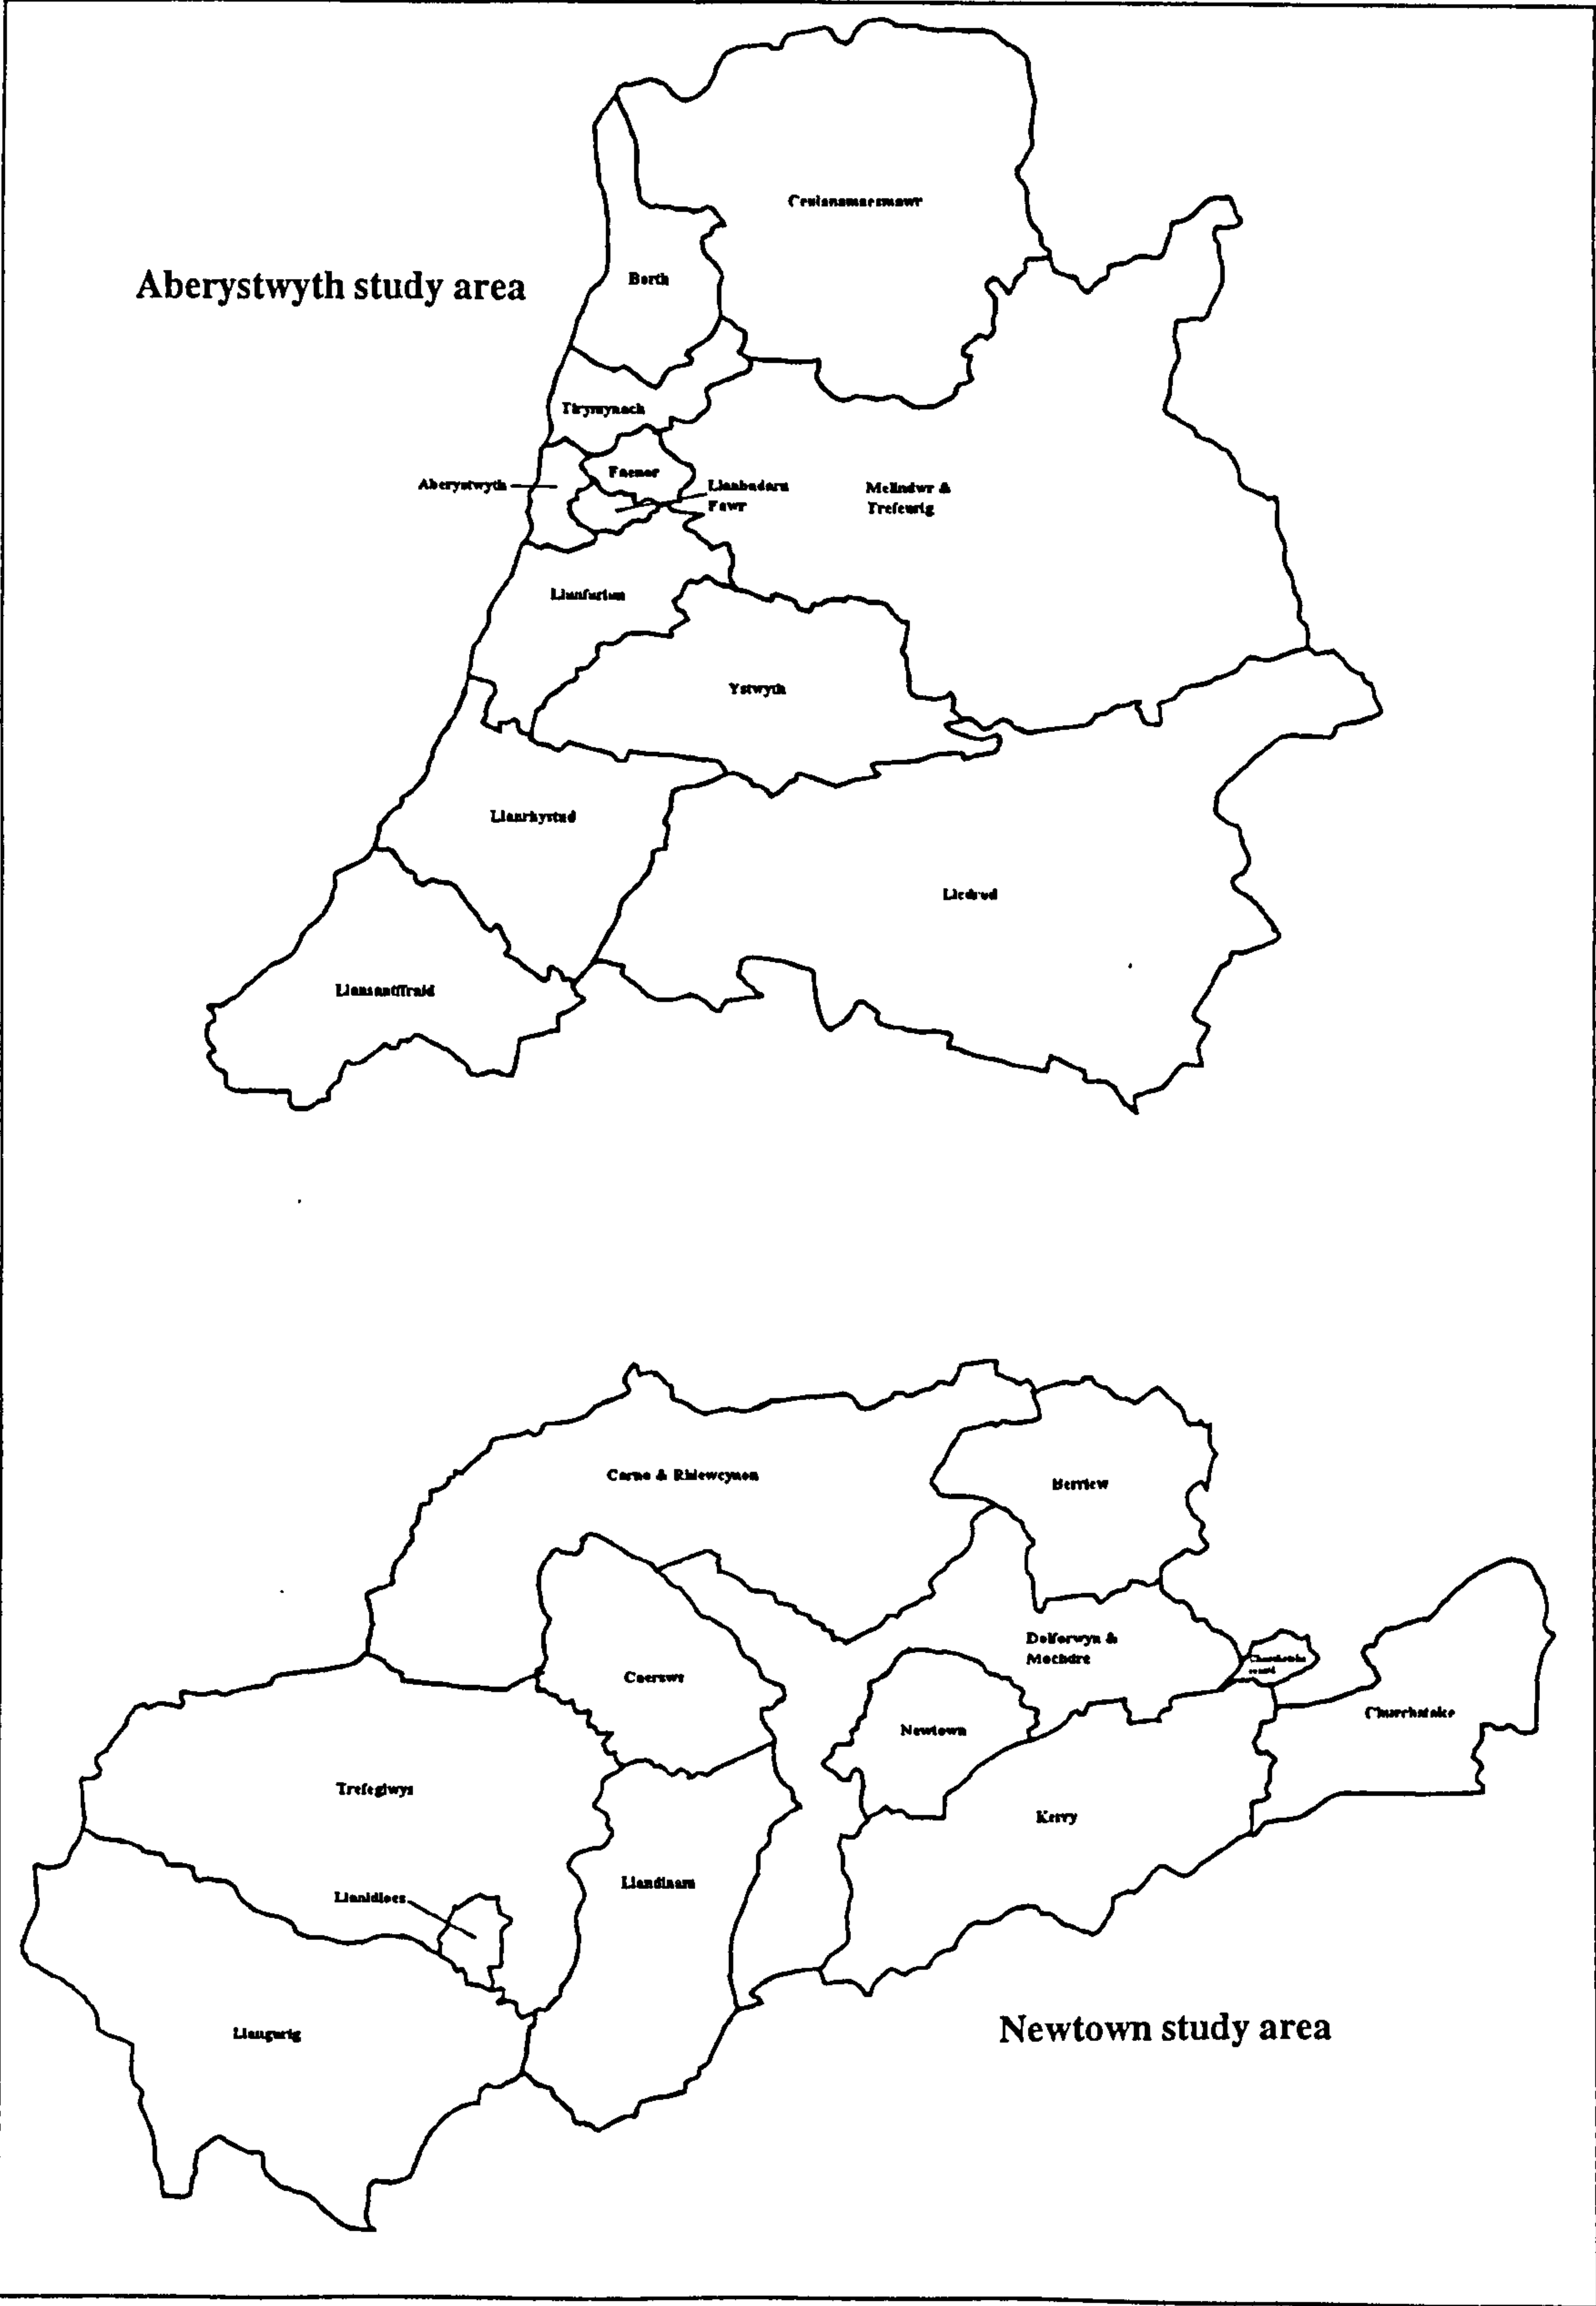 Ceulanamaesmawr
Aberystwyth study area
Borth
Tirymynach
Faenor
Aberystwyth
Llanbadarn
Fawr
Melindwr &
Trefeurig
Llanfarian
Ystwyth
Llanrhystud
Lledrod
Llansantffraid
Carno & Rhiewcynon
Berriew
Dolforwyn &
Mochdre
Caersws
Newtown
Churchstoke
Trefeglwys
Kerry
Llandinam
Llanidloes
Llangurig
Newtown study area